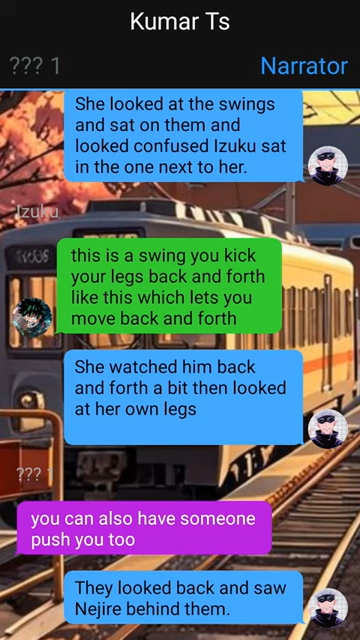 Kumar Ts
??? 1
Narrator
She looked at the swings
and sat on them and
looked confused Izuku sat
in the one next to her.
Izuku
this is a swing you kick
your legs back and forth
like this which lets you
move back and forth
She watched him back
and forth a bit then looked
at her own legs
??? 1
you can also have someone
push you too
They looked back and saw
Nejire behind them.